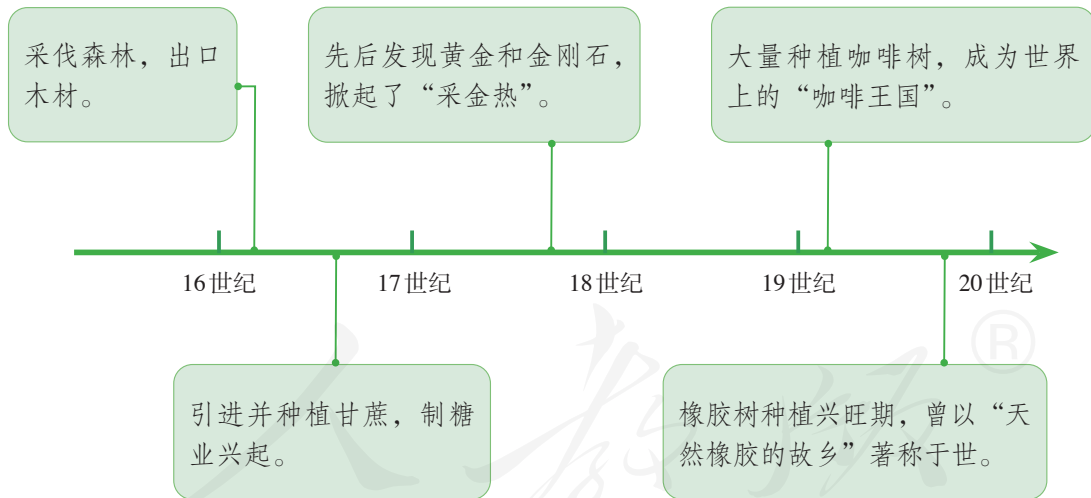 采伐森林，出口
木材。
先后发现黄金和金刚石，
掀起了“采金热”。
大量种植咖啡树，成为世界
上的“咖啡王国”。
16世纪
17世纪
18世纪
19世纪
20世纪
引进并种植甘蔗，制糖
业兴起。
橡胶树种植兴旺期，曾以“天
然橡胶的故乡”著称于世。
®